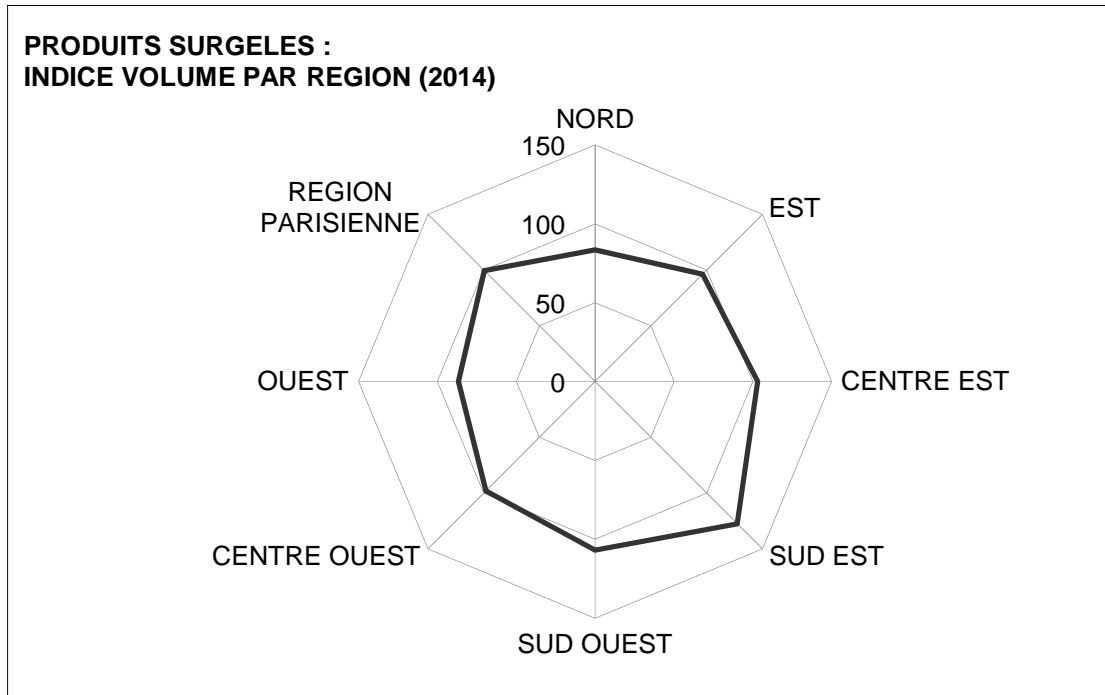 PRODUITS SURGELES :
INDICE VOLUME PAR REGION (2014)
NORD
150
REGION
PARISIENNE
EST
100
50
OUEST
0
CENTRE EST
CENTRE OUEST
SUD EST
SUD OUEST